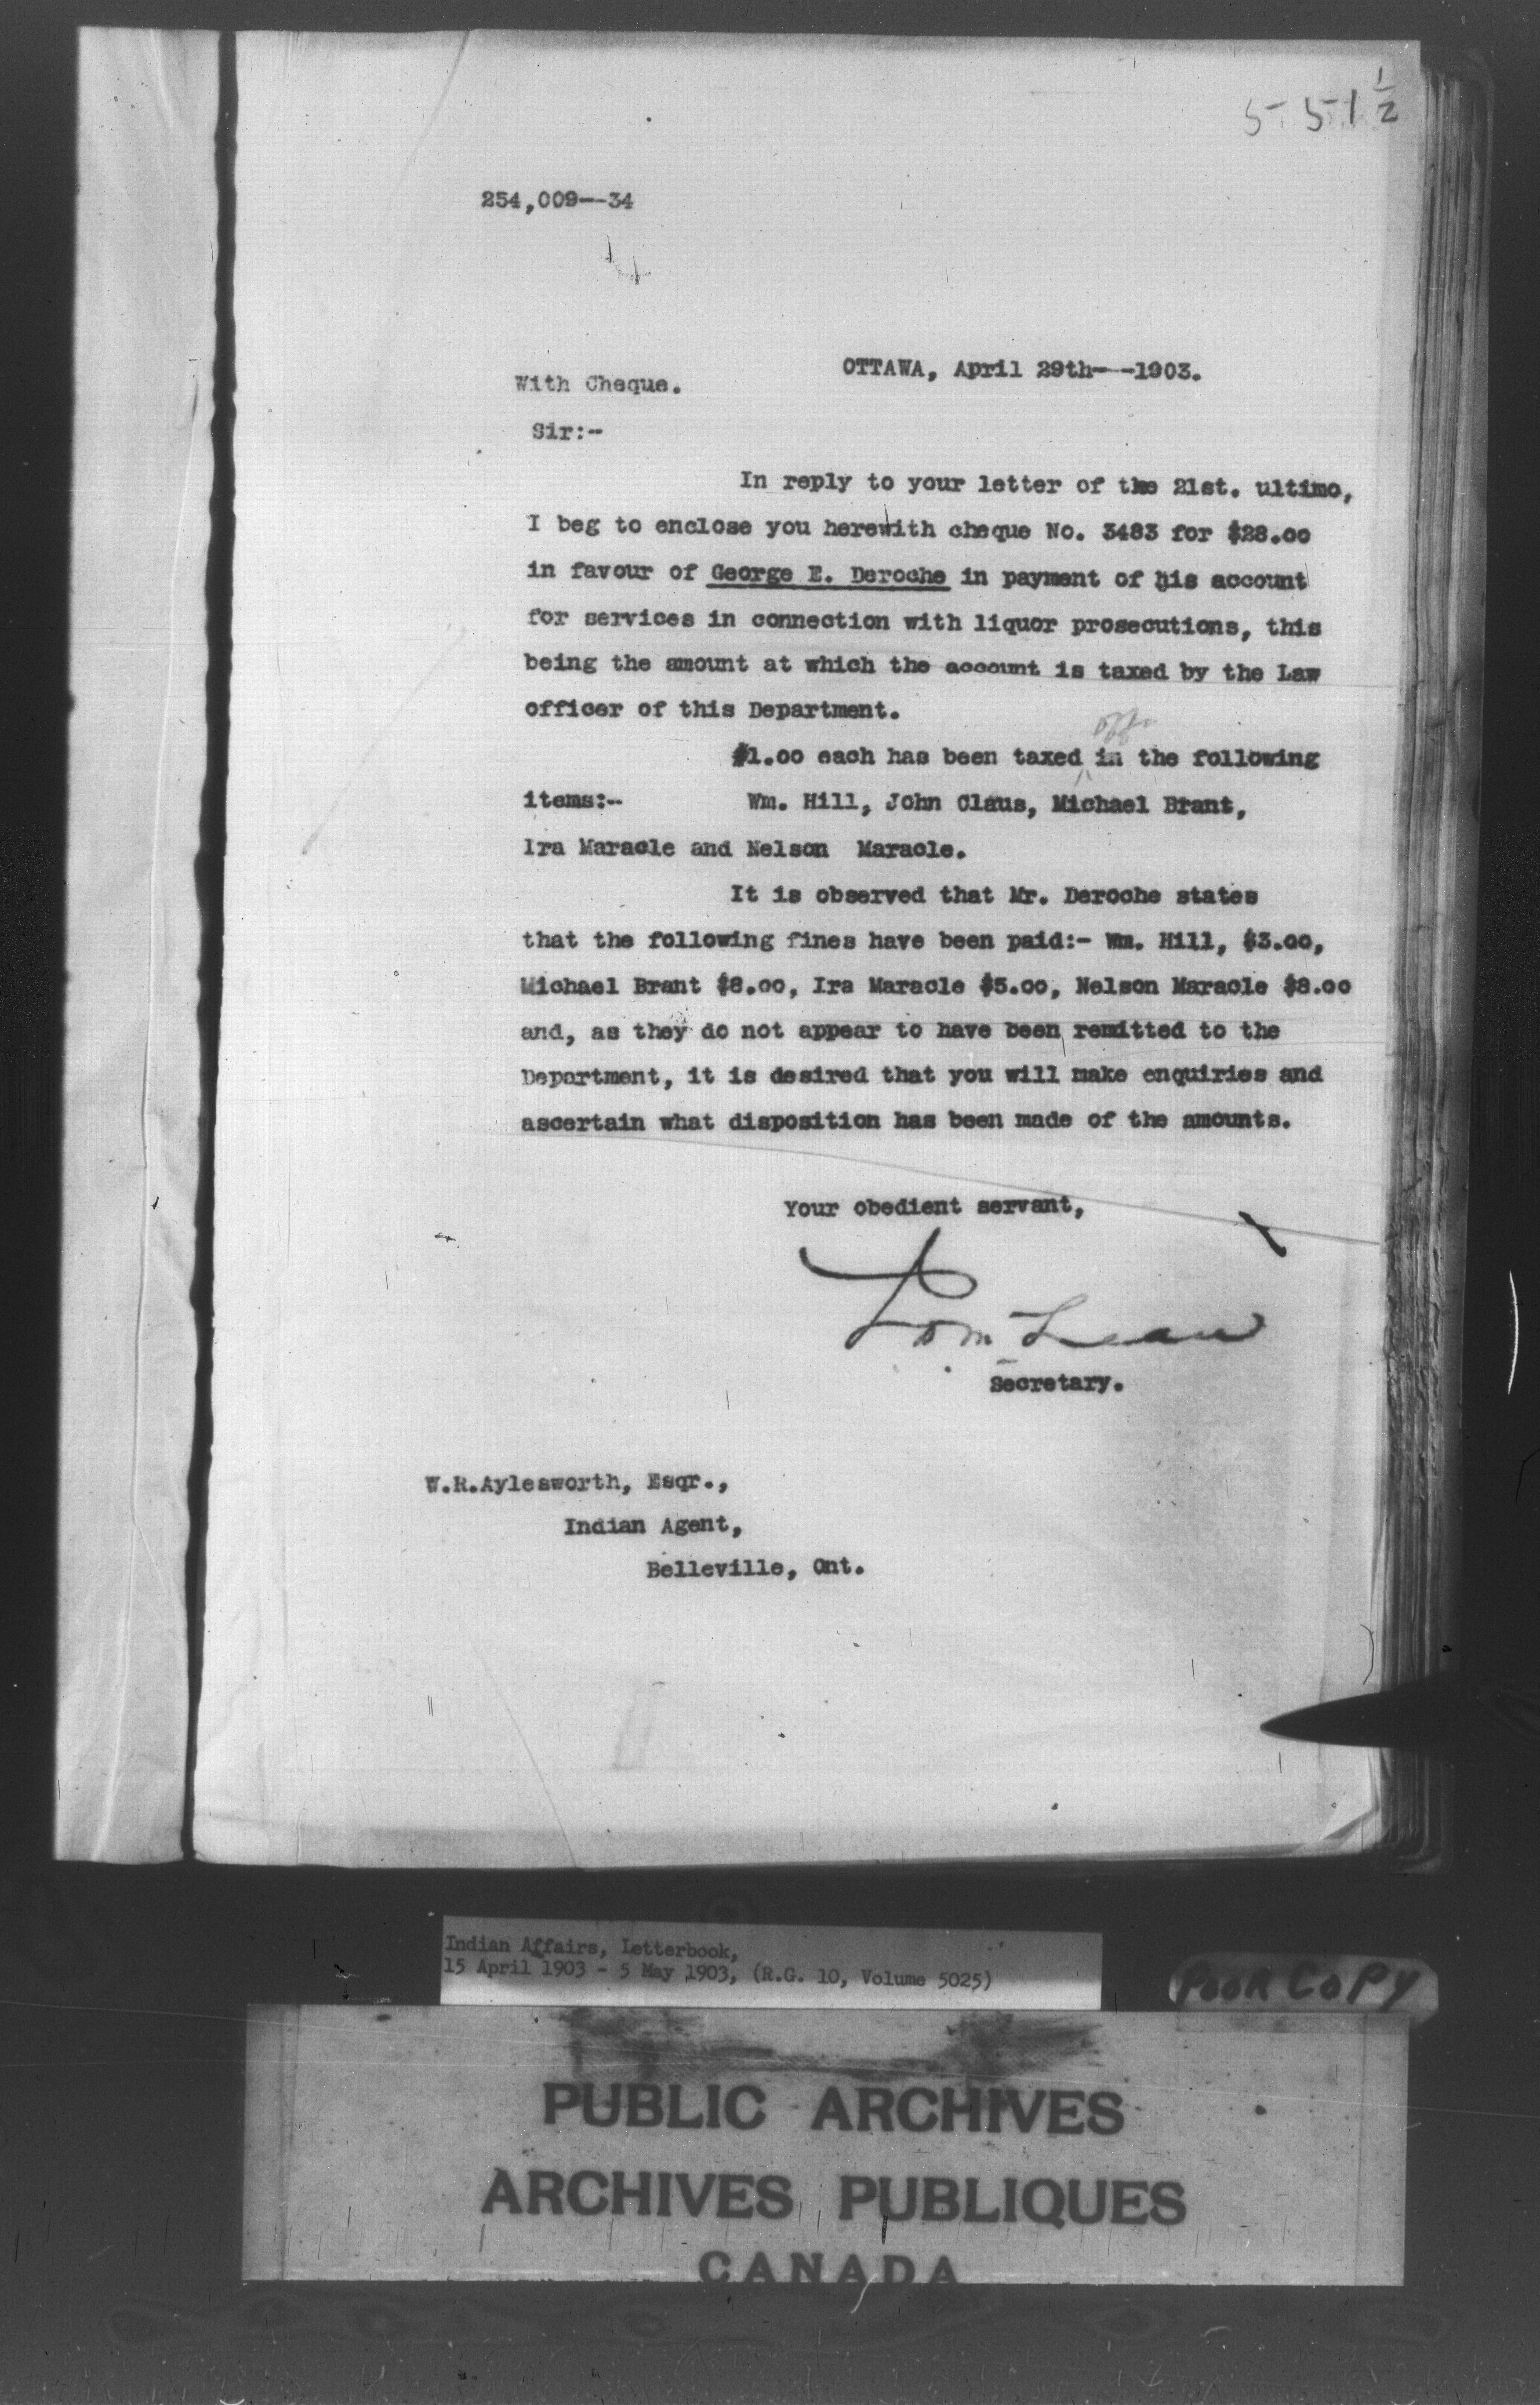 551½
254,009--34
OTTAWA, April 29th---1903.
With Cheque.
Sir:-
In reply to your letter of the 21st. ultimo,
I beg to enclose you herewith cheque No. 3483 for $28.00
in favour of George E. Deroche in payment of his account
for services in connection with liquor prosecutions, this
being the amount at which the account is taxed by the Law
officer of this Department.
off
$1.00 each has been taxed in the following
items:-- Wm. Hill, John Claus, Michael Brant,
Ira Maracle and Nelson Maracle.
It is observed that Mr. Deroche states
that the following fines have been paid:- Wm. Hill, $3.00,
Michael Brant $8.00, Ira Maracle $5.00, Nelson Maracle $8.00
and, as they do not appear to have been remitted to the
Department, it is desired that you will make enquiries and
ascertain what disposition has been made of the amounts.
Your obedient servant,
Secretary.
W.R.Aylesworth, Esqr.,
Indian Agent,
Belleville, Ont.
Indian Affairs, Letterbook,
15 April 1903 - 5 May 1903, (R.G. 10, Volume 5025)
POOR COPY
PUBLIC ARCHIVES
ARCHIVES PUBLIQUES
CANADA